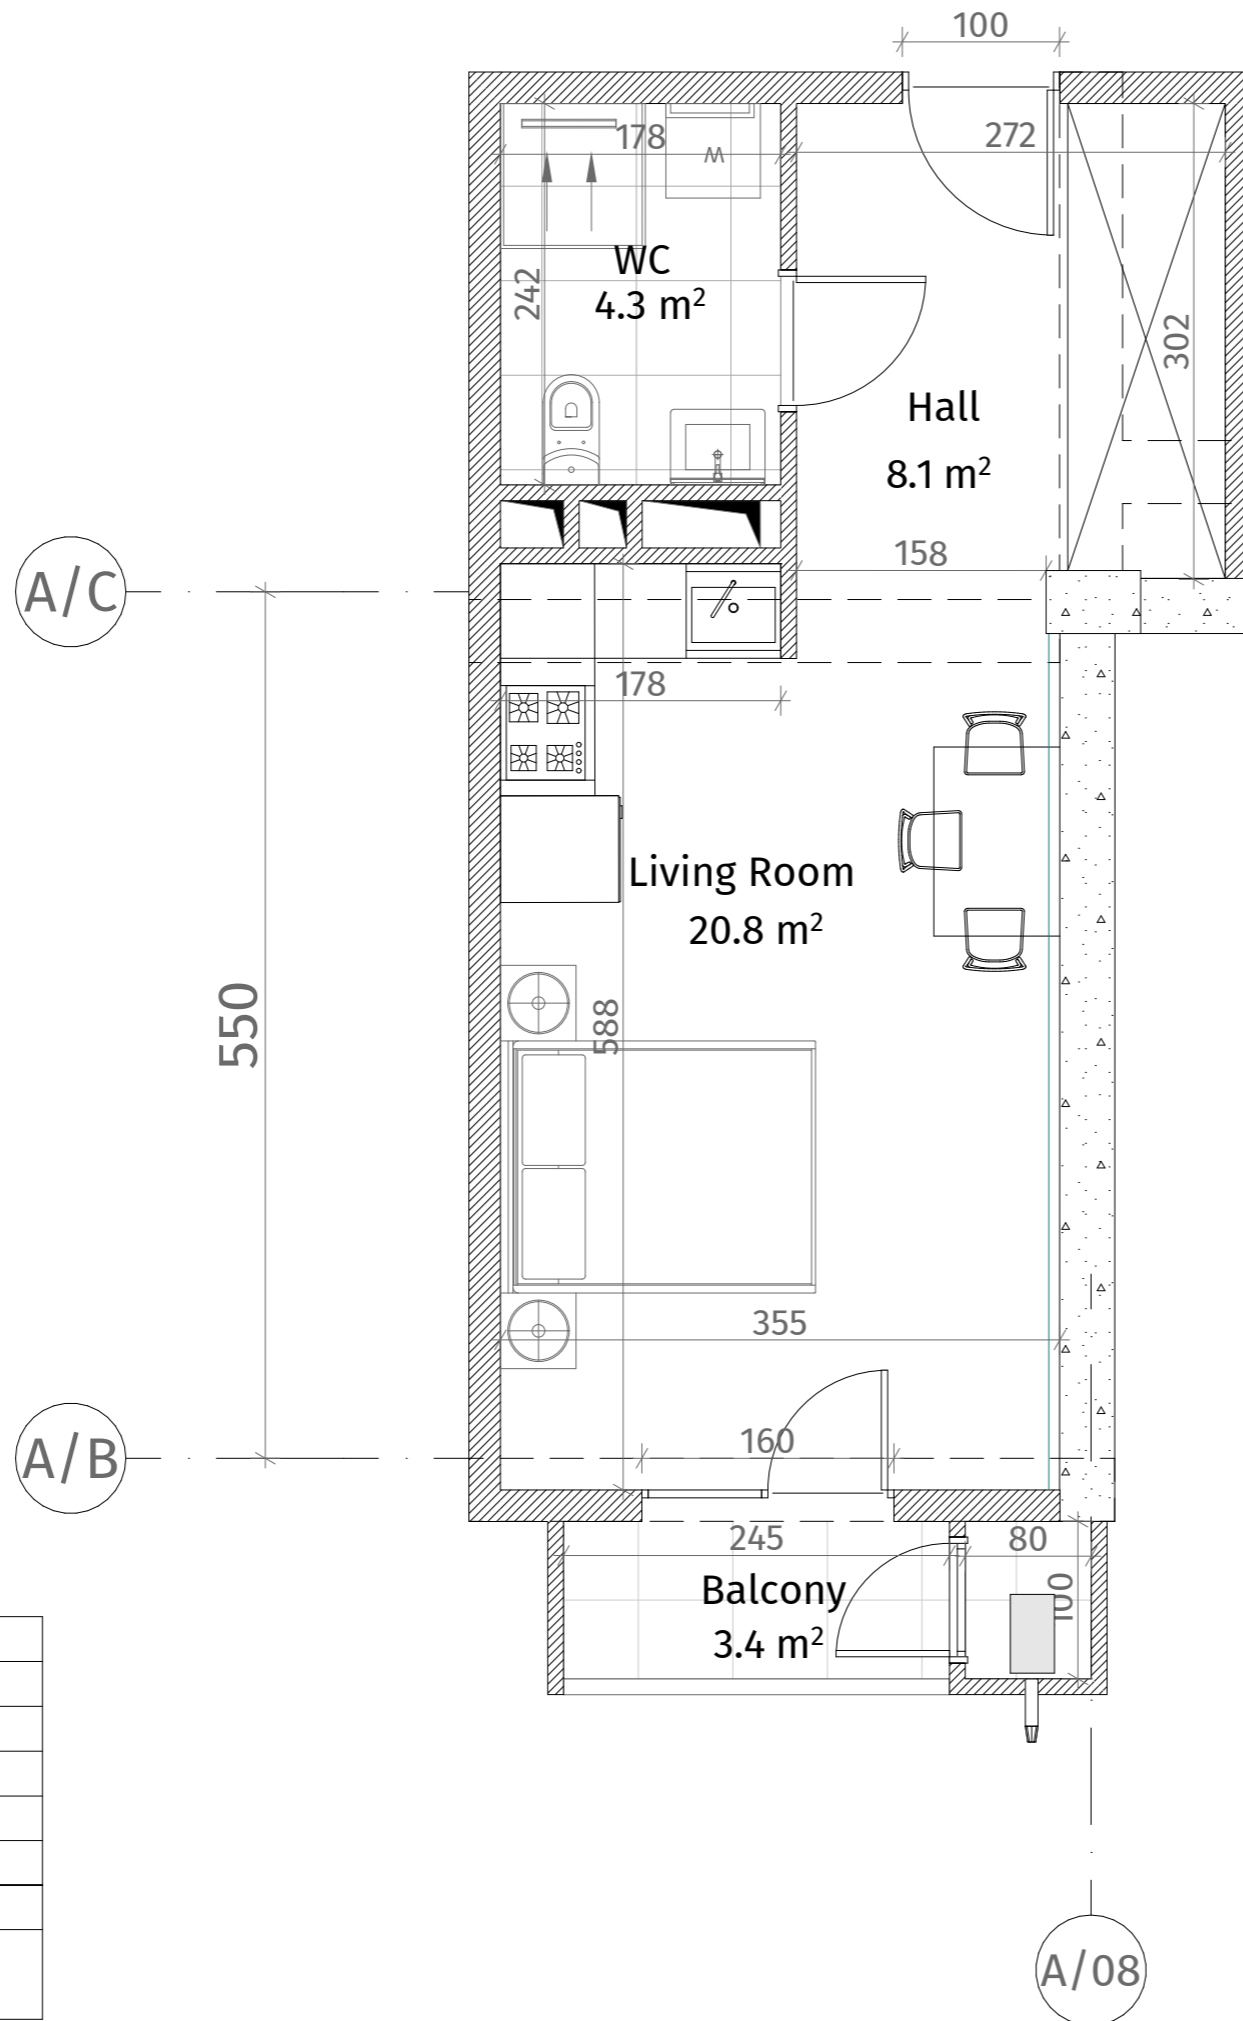 100
178
272
W
WC
4.3 m²
242
302
Hall
8.1 m²
158
A/C
178
Living Room
20.8 m²
550
588
355
160
A/B
245
80
Balcony
3.4 m²
100
A/08